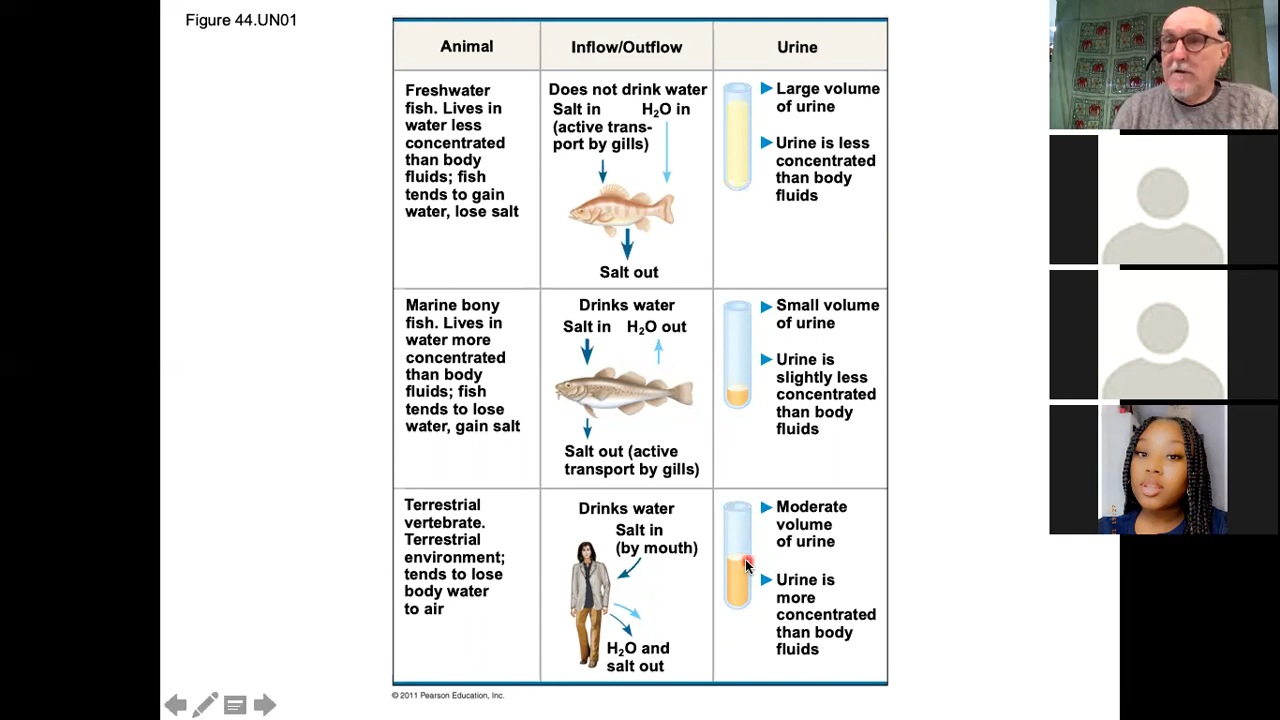 Figure 44.UN01
Animal
Inflow/Outflow
Urine
Freshwater
fish. Lives in
water less
concentrated
than body
fluids; fish
tends to gain
water, lose salt
Does not drink water
Salt in
H₂O in
(active trans-
port by gills)
Salt out
Large volume
of urine
Urine is less
concentrated
than body
fluids
Marine bony
fish. Lives in
water more
concentrated
than body
fluids; fish
tends to lose
water, gain salt
Drinks water
Salt in
H₂O out
Salt out (active
transport by gills)
Small volume
of urine
Urine is
slightly less
concentrated
than body
fluids
Terrestrial
vertebrate.
Terrestrial
environment;
tends to lose
body water
to air
Drinks water
Salt in
(by mouth)
H₂O and
salt out
Moderate
volume
of urine
Urine is
more
concentrated
than body
fluids
© 2011 Pearson Education, Inc.